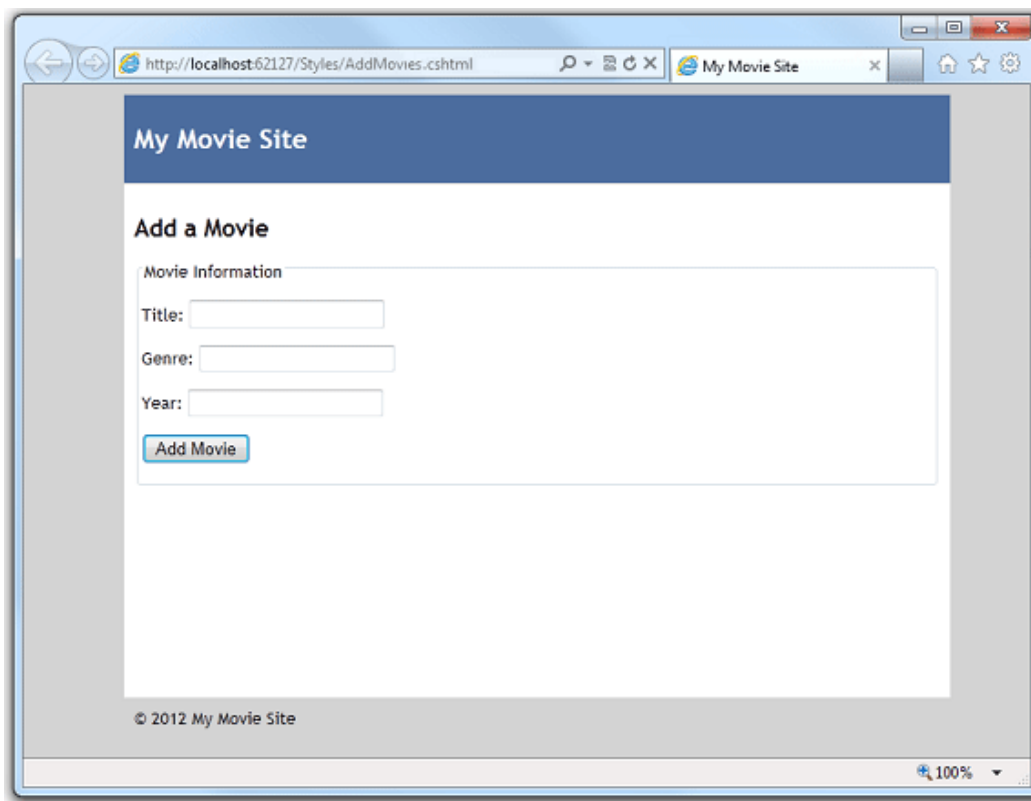 http://localhost:62127/Styles/AddMovies.cshtml
My Movie Site
My Movie Site
Add a Movie
Movie Information
Title:
Genre:
Year:
Add Movie
© 2012 My Movie Site
100%